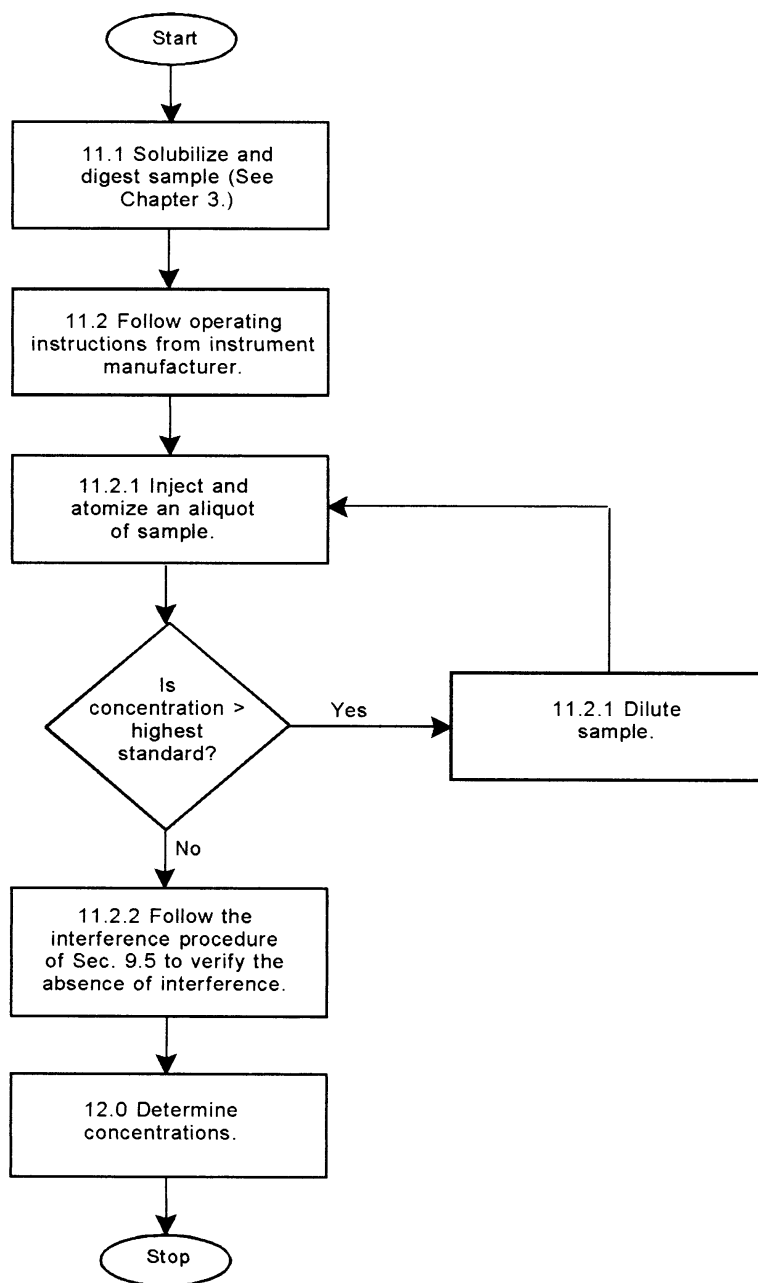 Start
11.1 Solubilize and
digest sample (See
Chapter 3.)
11.2 Follow operating
instructions from instrument
manufacturer.
11.2.1 Inject and
atomize an aliquot
of sample.
Is
concentration >
highest
standard?
Yes
11.2.1 Dilute
sample.
No
11.2.2 Follow the
interference procedure
of Sec. 9.5 to verify the
absence of interference.
12.0 Determine
concentrations.
Stop